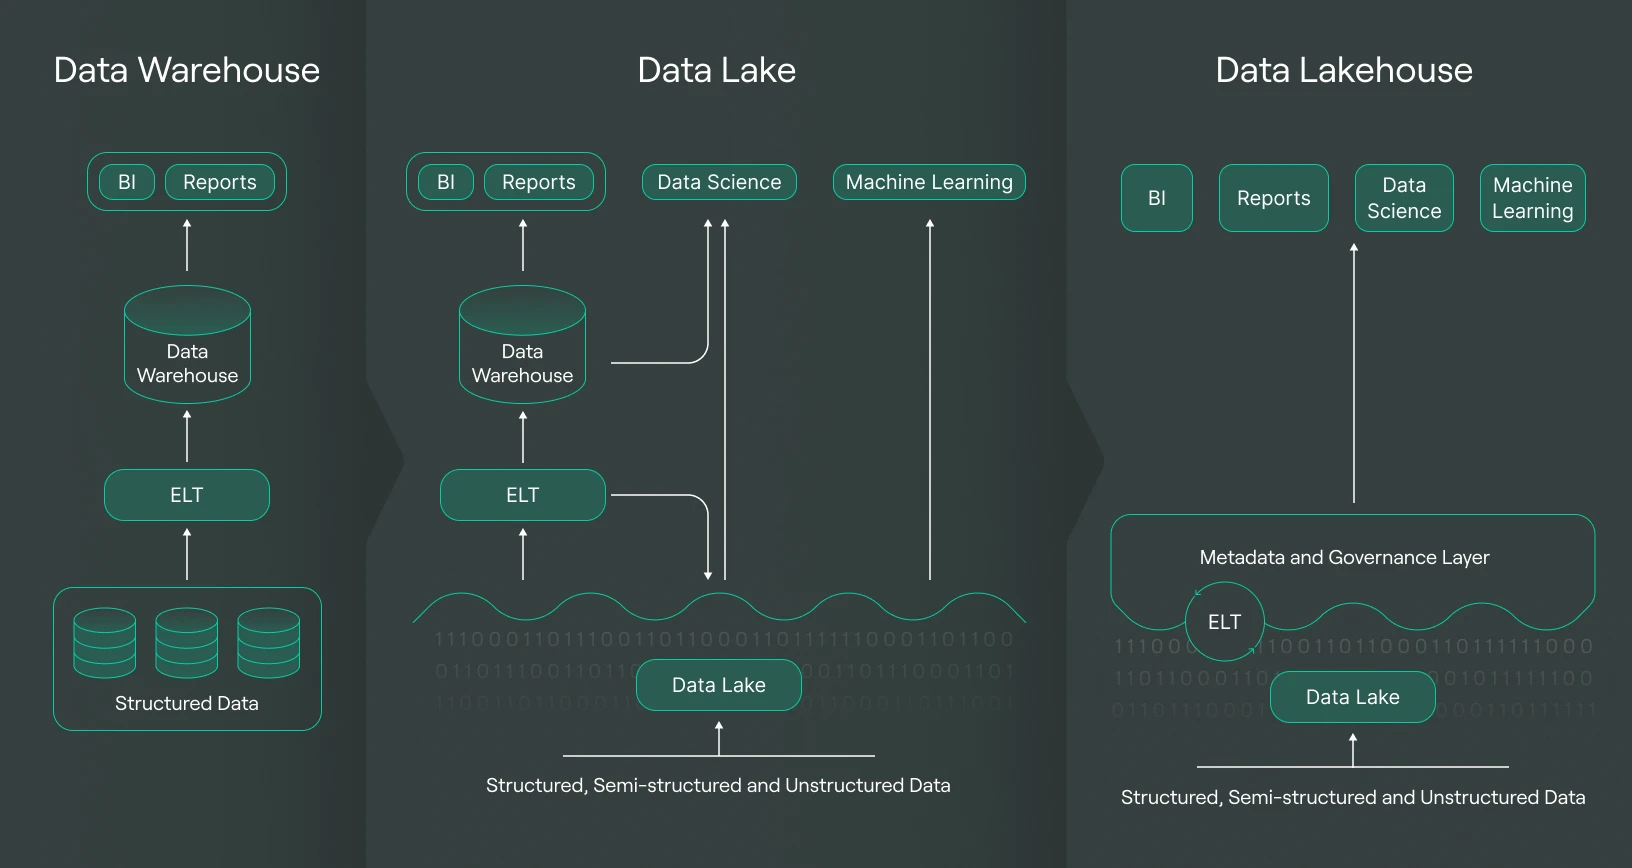 Data Warehouse
BI
Reports
Data
Warehouse
ELT
Structured Data
Data Lake
BI
Reports
Data Science
Machine Learning
Data
Warehouse
ELT
Data Lake
Structured, Semi-structured and Unstructured Data
Data Lakehouse
BI
Reports
Data
Science
Machine
Learning
Metadata and Governance Layer
ELT
Data Lake
Structured, Semi-structured and Unstructured Data